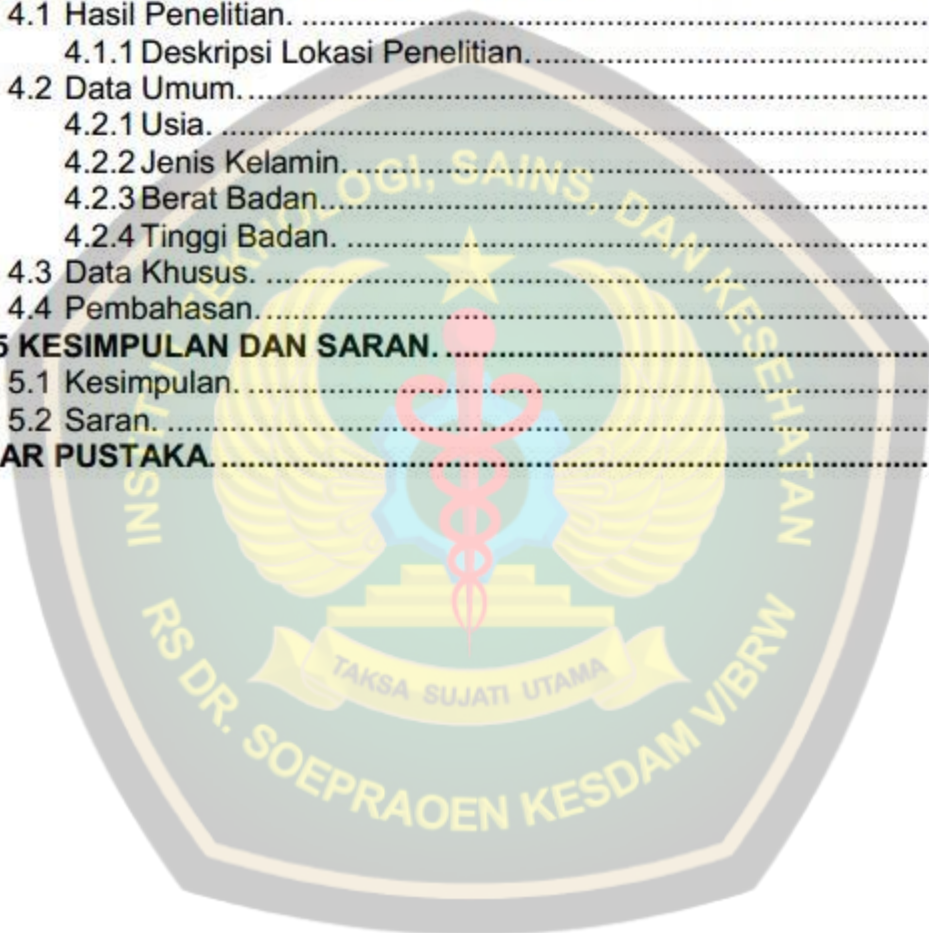 4.1 Hasil Penelitian. ................................................................................
4.1.1 Deskripsi Lokasi Penelitian. ..................................................
4.2 Data Umum. .......................................................................................
4.2.1 Usia. ........................................................................................
4.2.2 Jenis Kelamin. .........................................................................
4.2.3 Berat Badan. ...........................................................................
4.2.4 Tinggi Badan. .........................................................................
4.3 Data Khusus. .....................................................................................
4.4 Pembahasan. .....................................................................................
5 KESIMPULAN DAN SARAN. .............................................................
5.1 Kesimpulan. .......................................................................................
5.2 Saran. ................................................................................................
AR PUSTAKA. ........................................................................................
INSTITUT TEKNOLOGI, SAINS, DAN KESEHATAN
TAKSA SUJATI UTAMA
RS DR. SOEPRAOEN KESDAM V/BRW